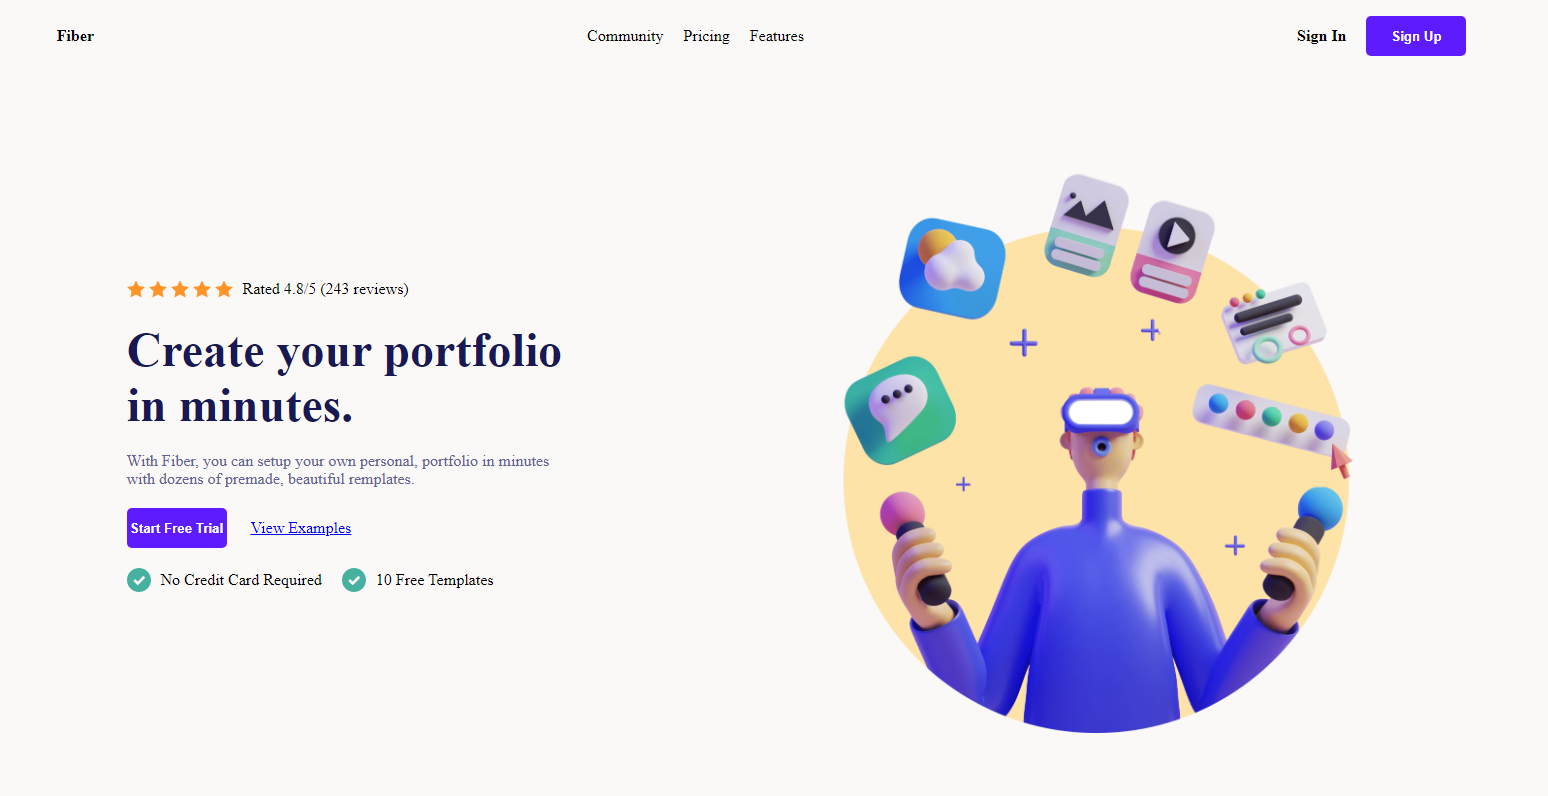 Fiber
Community Pricing Features
Sign In Sign Up
Rated 4.8/5 (243 reviews)
Create your portfolio
in minutes.
With Fiber, you can setup your own personal, portfolio in minutes
with dozens of premade, beautiful remplates.
Start Free Trial View Examples
No Credit Card Required 10 Free Templates